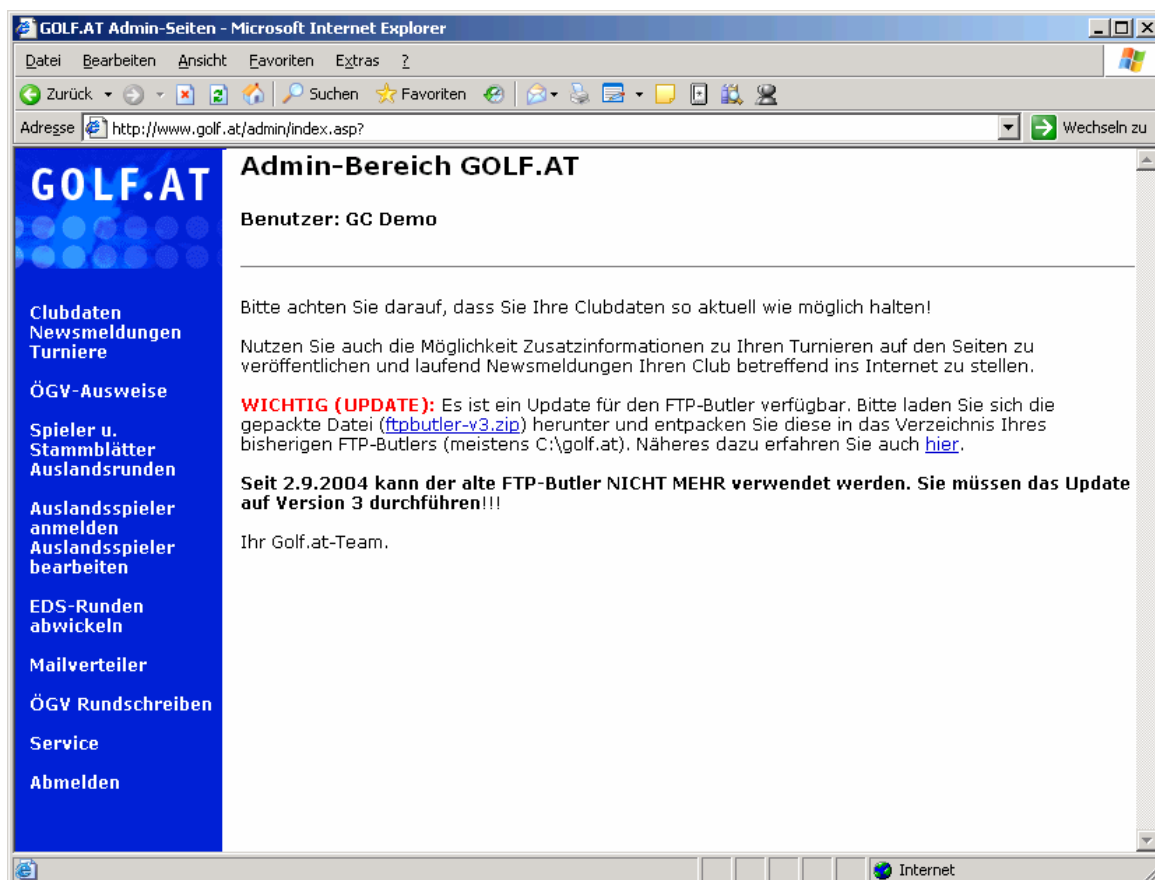 GOLF.AT Admin-Seiten - Microsoft Internet Explorer
Datei Bearbeiten Ansicht Favoriten Extras ?
Zurück Suchen Favoriten
Adresse http://www.golf.at/admin/index.asp? Wechseln zu
GOLF.AT
Clubdaten
Newsmeldungen
Turniere
ÖGV-Ausweise
Spieler u.
Stammblätter
Auslandsrunden
Auslandsspieler
anmelden
Auslandsspieler
bearbeiten
EDS-Runden
abwickeln
Mailverteiler
ÖGV Rundschreiben
Service
Abmelden
Admin-Bereich GOLF.AT
Benutzer: GC Demo
Bitte achten Sie darauf, dass Sie Ihre Clubdaten so aktuell wie möglich halten!
Nutzen Sie auch die Möglichkeit Zusatzinformationen zu Ihren Turnieren auf den Seiten zu
veröffentlichen und laufend Newsmeldungen Ihren Club betreffend ins Internet zu stellen.
WICHTIG (UPDATE): Es ist ein Update für den FTP-Butler verfügbar. Bitte laden Sie sich die
gepackte Datei (ftpbutler-v3.zip) herunter und entpacken Sie diese in das Verzeichnis Ihres
bisherigen FTP-Butlers (meistens C:\golf.at). Näheres dazu erfahren Sie auch hier.
Seit 2.9.2004 kann der alte FTP-Butler NICHT MEHR verwendet werden. Sie müssen das Update
auf Version 3 durchführen!!!
Ihr Golf.at-Team.
Internet